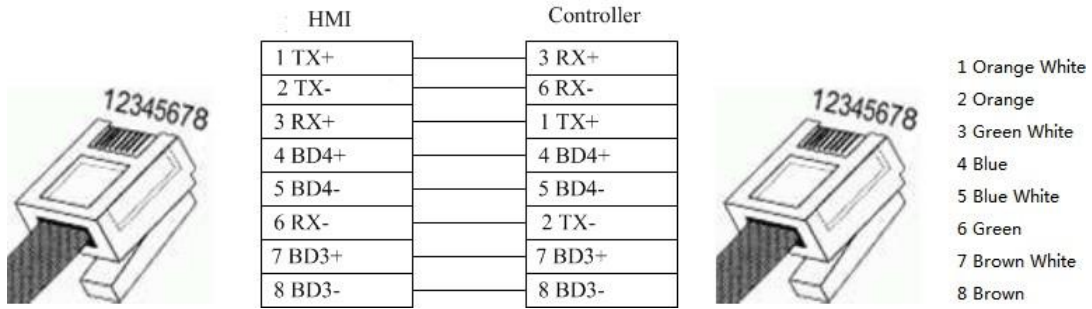 HMI
Controller
1 TX+
3 RX+
2 TX-
6 RX-
3 RX+
1 TX+
4 BD4+
4 BD4+
5 BD4-
5 BD4-
6 RX-
2 TX-
7 BD3+
7 BD3+
8 BD3-
8 BD3-
12345678
12345678
1 Orange White
2 Orange
3 Green White
4 Blue
5 Blue White
6 Green
7 Brown White
8 Brown